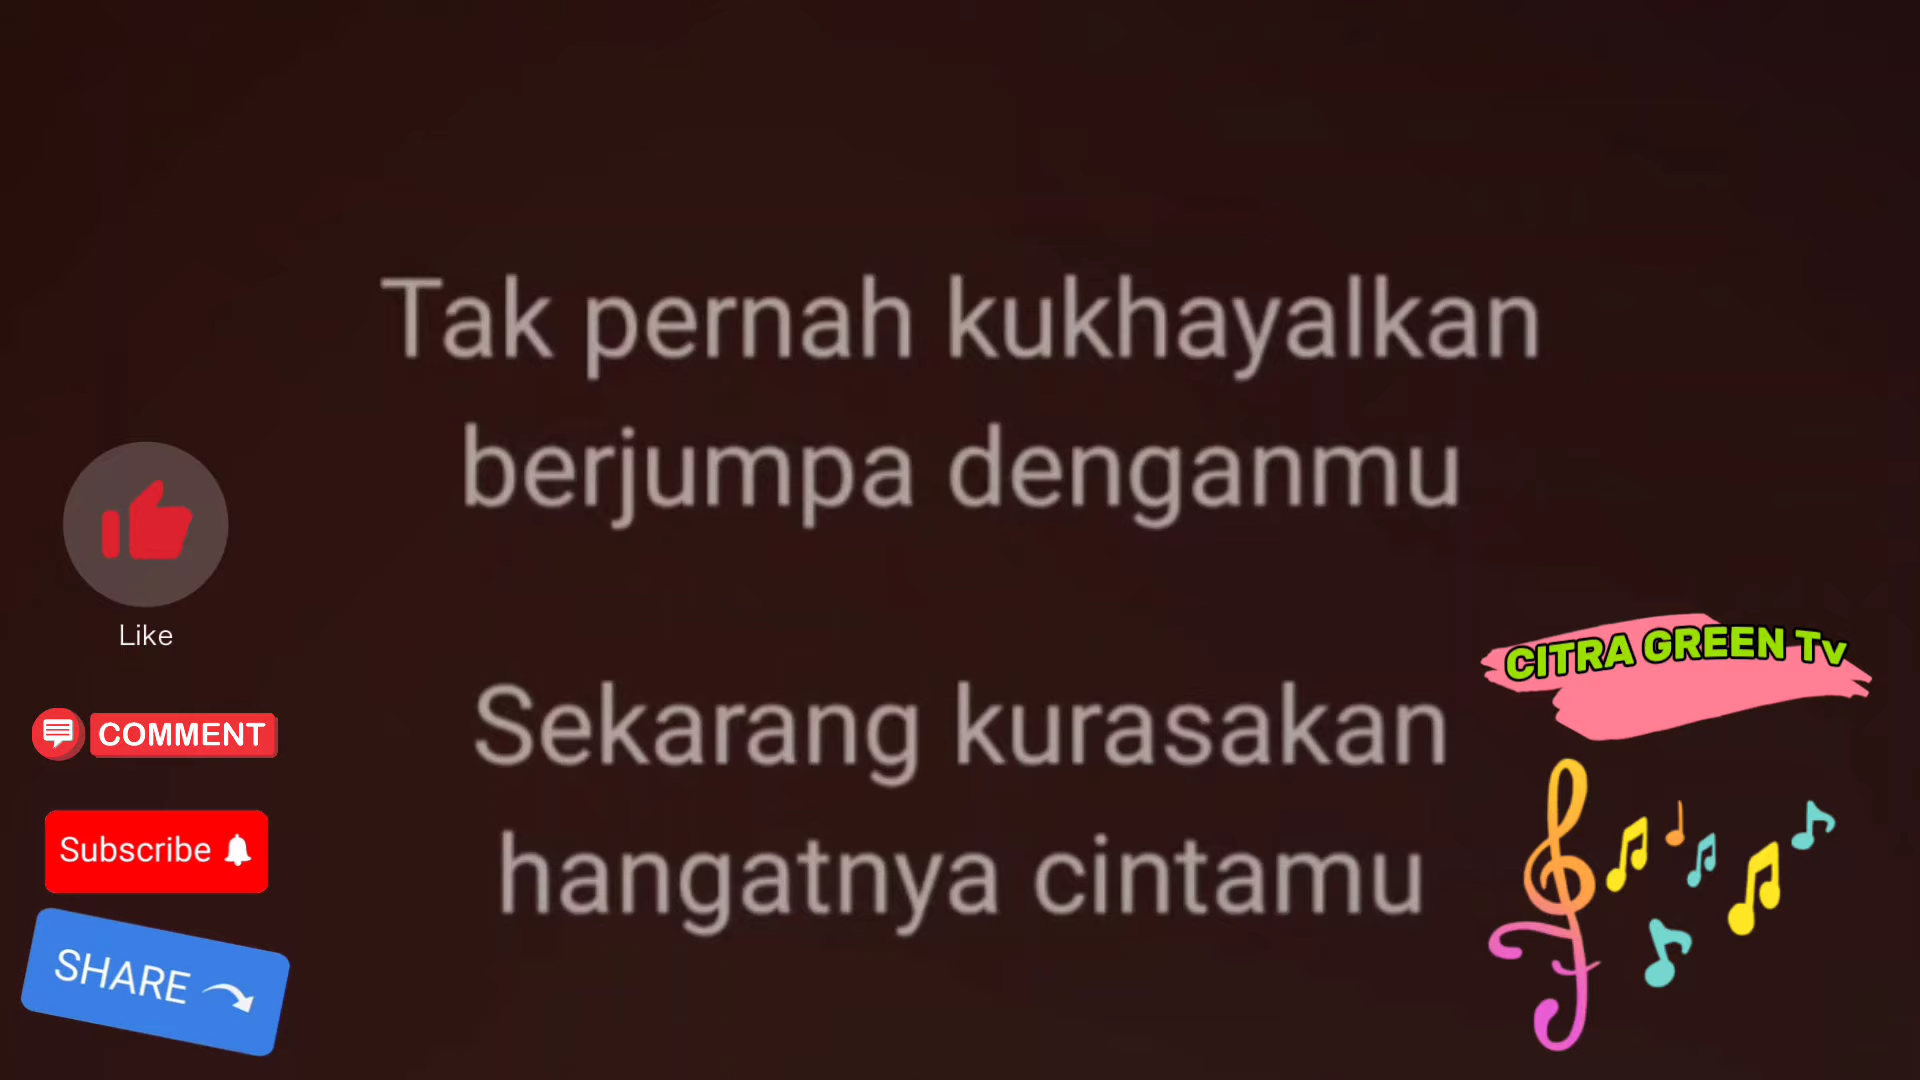 Tak pernah kukhayalkan
berjumpa denganmu
Sekarang kurasakan
hangatnya cintamu
Like
COMMENT
Subscribe
SHARE
CITRA GREEN Tv